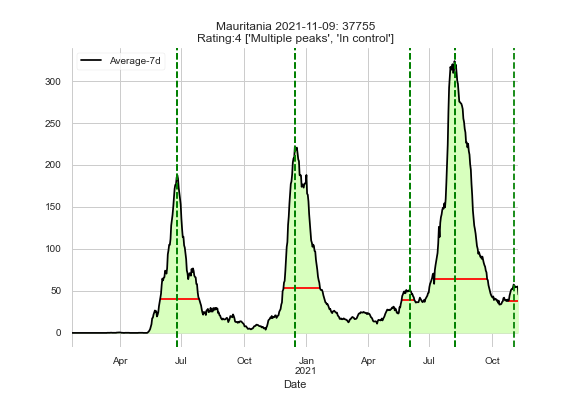 Mauritania 2021-11-09: 37755
Rating:4 ['Multiple peaks', 'In control']
Average-7d
300
250
200
150
100
50
0
Apr
Jul
Oct
Jan
2021
Apr
Jul
Oct
Date